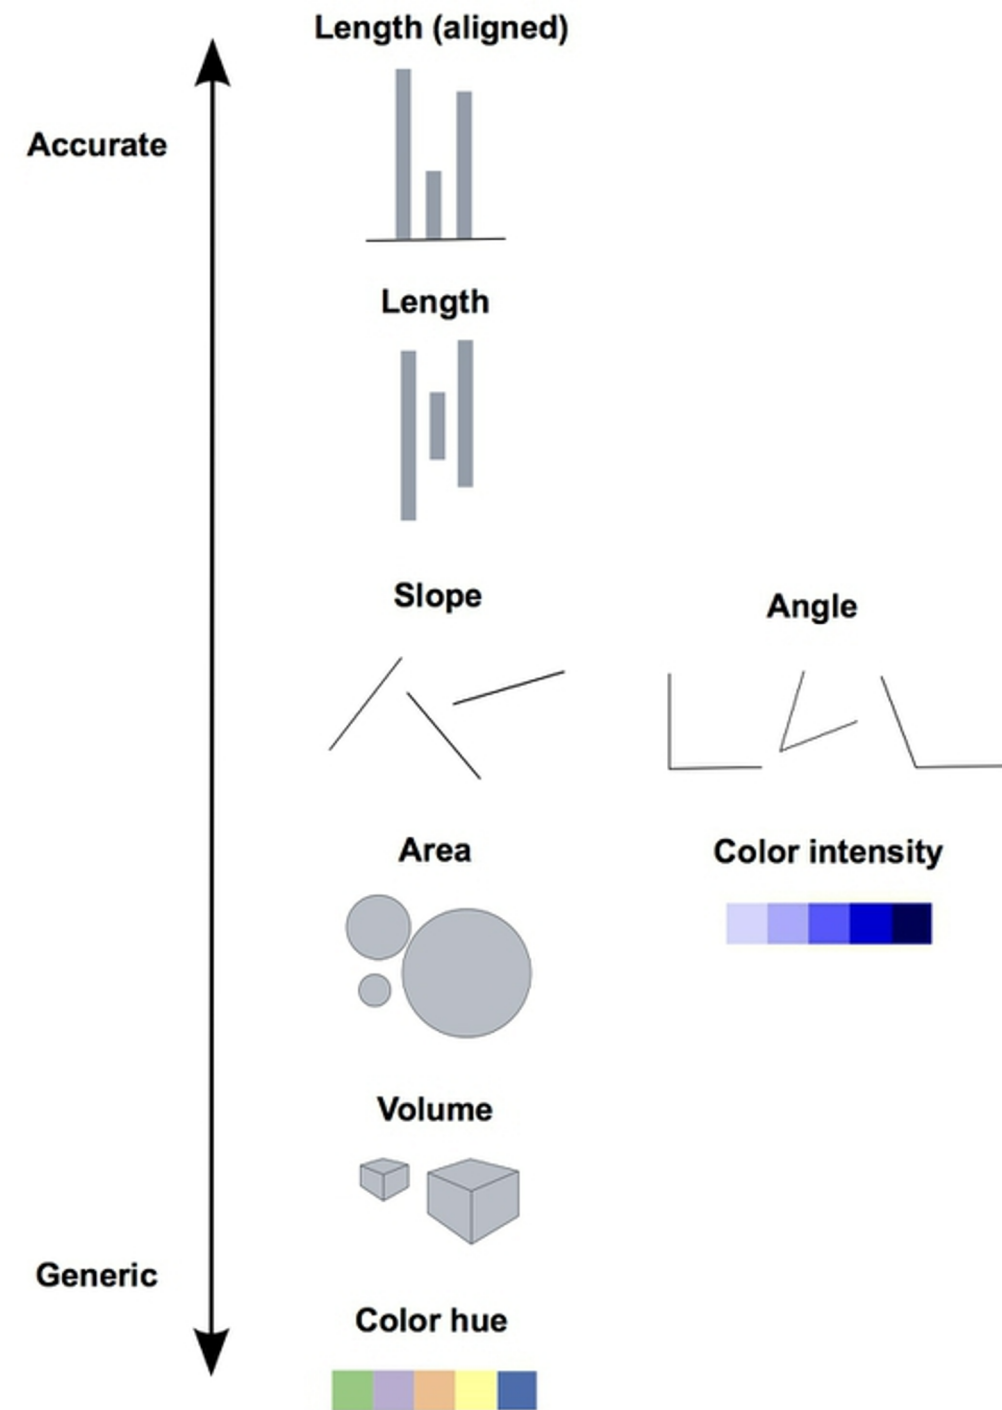 Length (aligned)
Accurate
Length
Slope
Angle
Area
Color intensity
Volume
Generic
Color hue